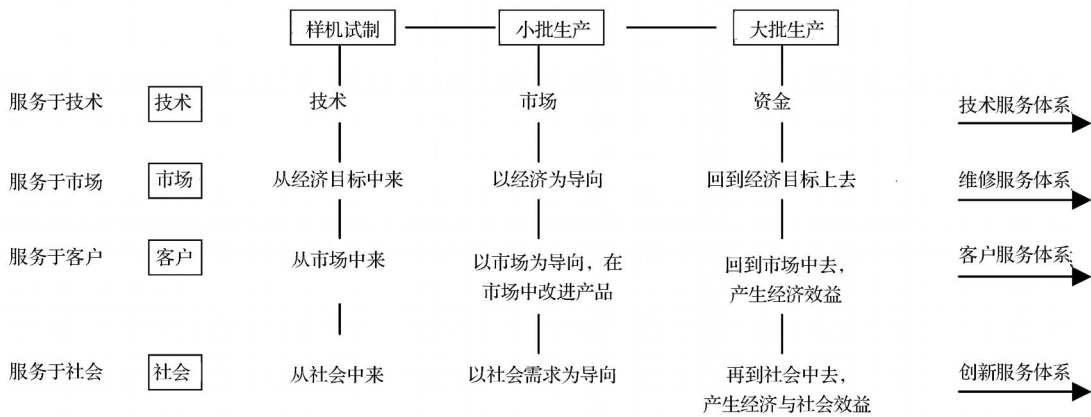 样机试制 小批生产 大批生产
服务于技术 技术 技术 市场 资金 技术服务体系
服务于市场 市场 从经济目标中来 以经济为导向 回到经济目标上去 维修服务体系
服务于客户 客户 从市场中来 以市场为导向，在 回到市场中去， 客户服务体系
市场中改进产品 产生经济效益
服务于社会 社会 从社会中来 以社会需求为导向 再到社会中去， 创新服务体系
产生经济与社会效益